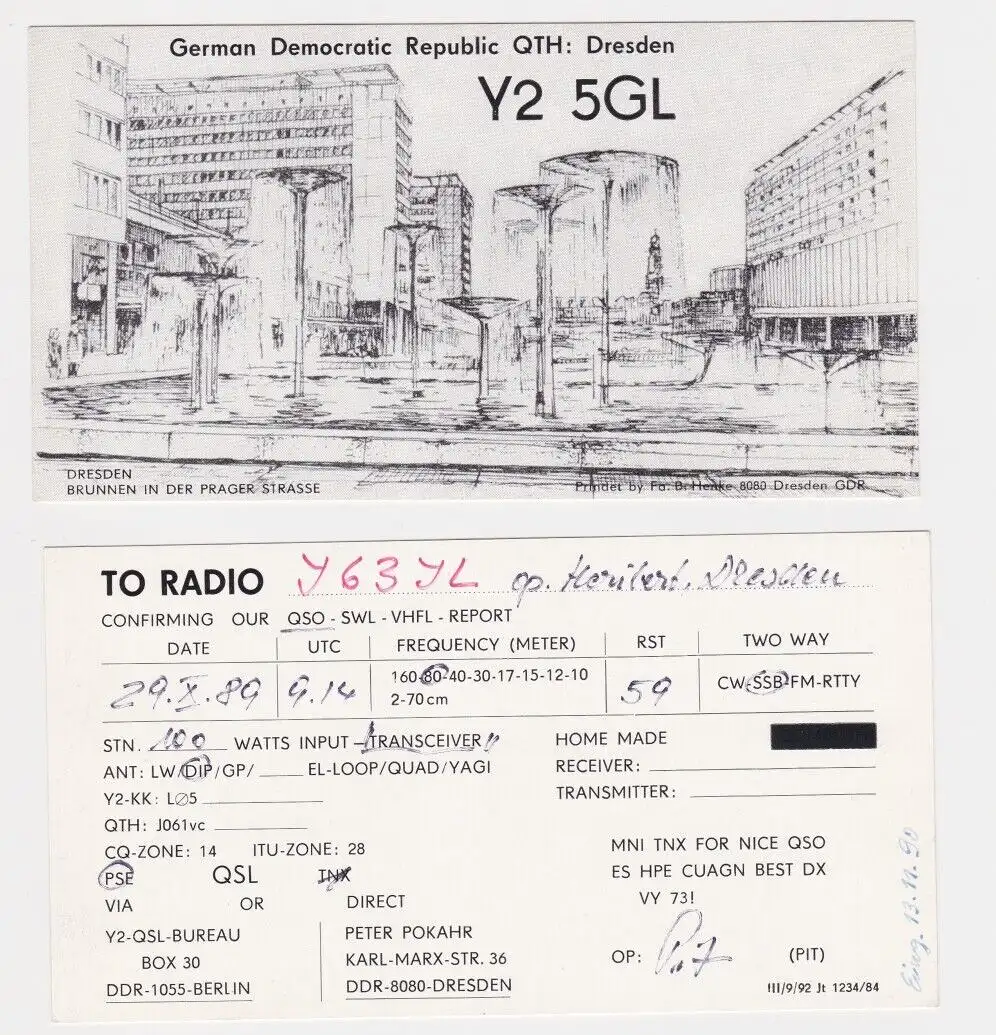 German Democratic Republic QTH: Dresden
Y2 5GL
DRESDEN
BRUNNEN IN DER PRAGER STRASSE
Printet by Fa. B. Henke 8080 Dresden GDR
TO RADIO Y63YL op. Heribert, Dresden
CONFIRMING OUR QSO - SWL - VHFL - REPORT
DATE UTC FREQUENCY (METER) RST TWO WAY
29.X.89 9.14 160-80-40-30-17-15-12-10 59 CW-SSB-FM-RTTY
2-70cm
STN. 100 WATTS INPUT - TRANSCEIVER HOME MADE
ANT: LW/DIP/GP/ EL-LOOP/QUAD/YAGI RECEIVER:
Y2-KK: LØ5 TRANSMITTER:
QTH: JO61vc
CQ-ZONE: 14 ITU-ZONE: 28
PSE QSL TNX
VIA OR DIRECT
Y2-QSL-BUREAU
BOX 30
DDR-1055-BERLIN
PETER POKAHR
KARL-MARX-STR. 36
DDR-8080-DRESDEN
MNI TNX FOR NICE QSO
ES HPE CUAGN BEST DX
VY 73!
OP: (PIT)
III/9/92 Jt 1234/84
Eing. 13.11.90